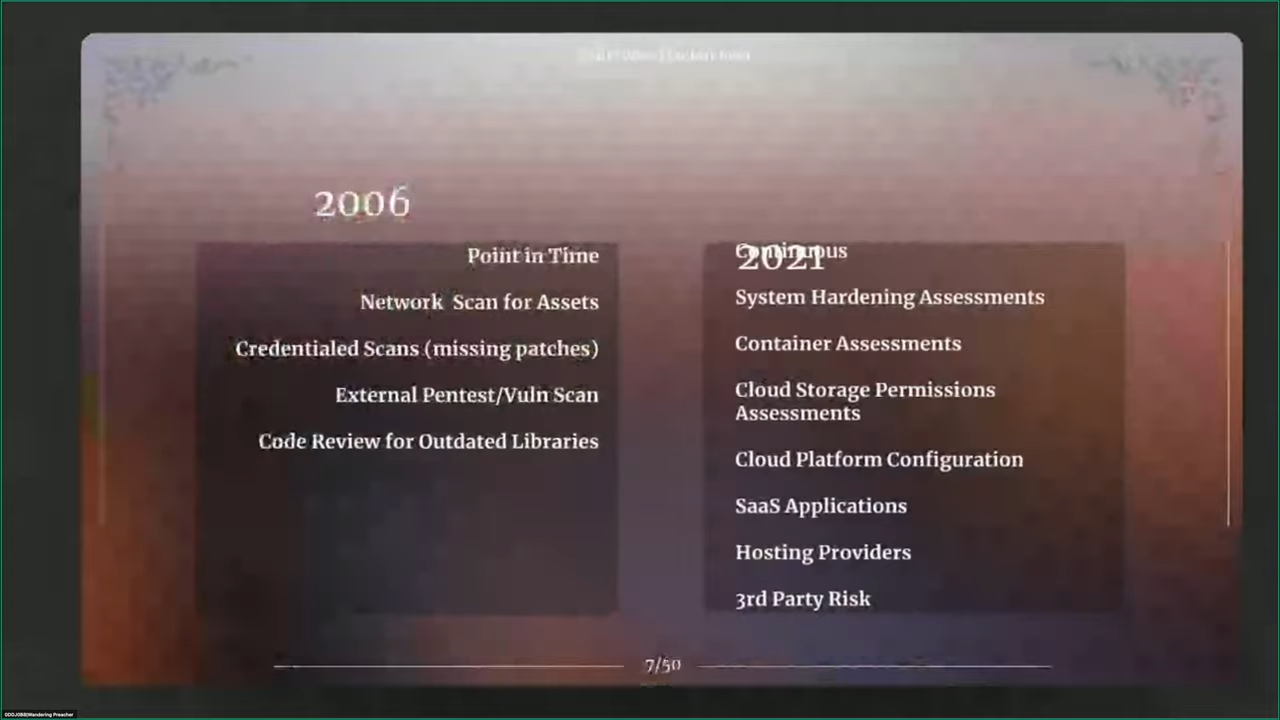 2006
Point in Time
Network Scan for Assets
Credentialed Scans (missing patches)
External Pentest/Vuln Scan
Code Review for Outdated Libraries
2021
Continuous
System Hardening Assessments
Container Assessments
Cloud Storage Permissions
Assessments
Cloud Platform Configuration
SaaS Applications
Hosting Providers
3rd Party Risk
7/50